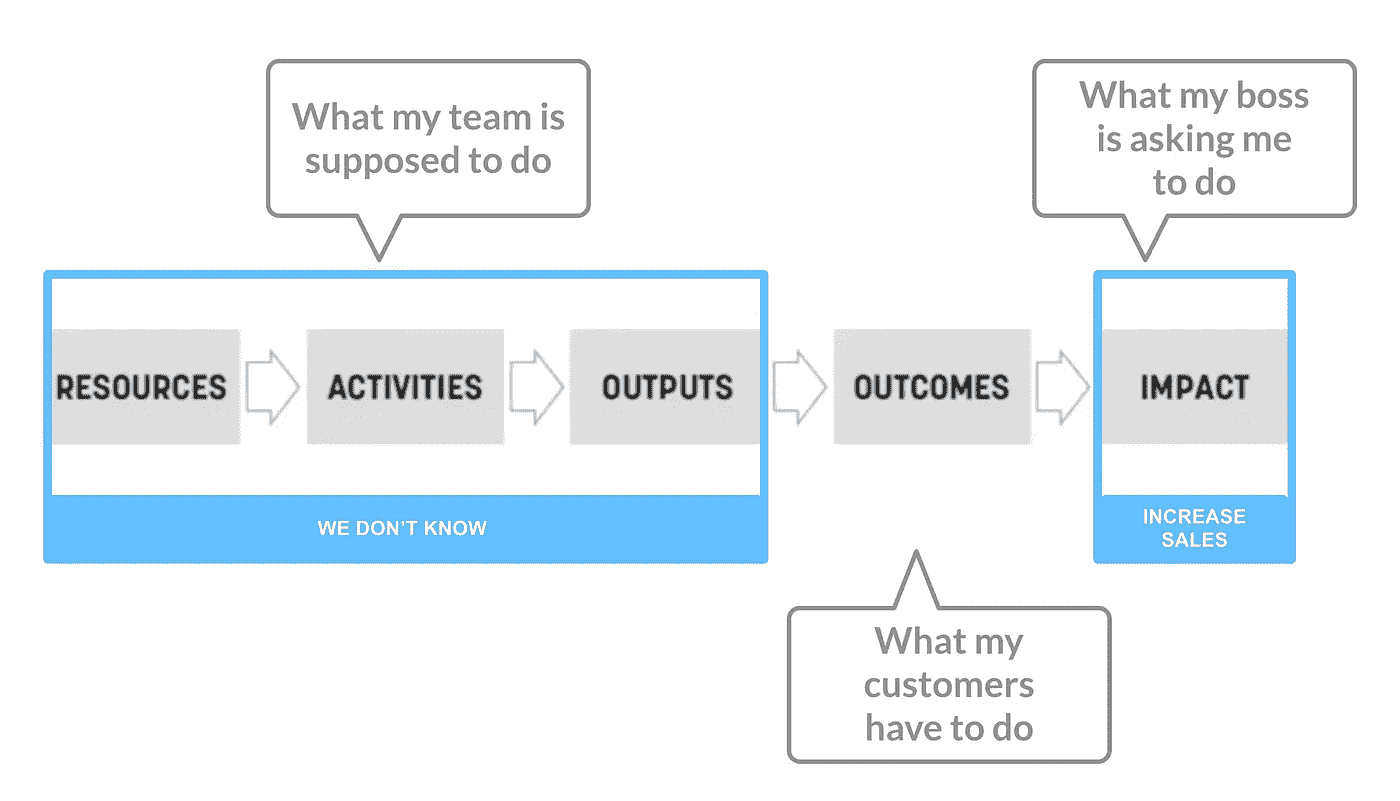 What my team is
supposed to do
What my boss
is asking me
to do
RESOURCES
ACTIVITIES
OUTPUTS
OUTCOMES
IMPACT
WE DON'T KNOW
INCREASE
SALES
What my
customers
have to do